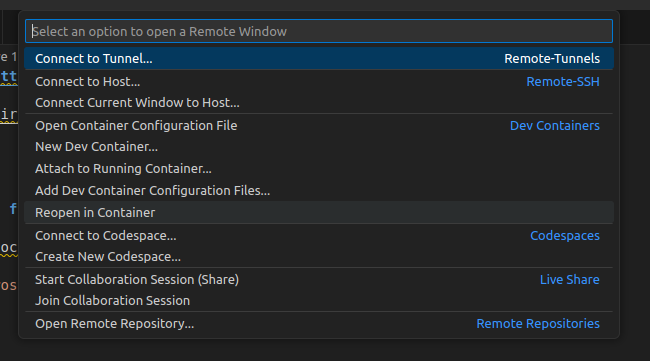 Select an option to open a Remote Window
Connect to Tunnel... Remote-Tunnels
Connect to Host... Remote-SSH
Connect Current Window to Host...
Open Container Configuration File Dev Containers
New Dev Container...
Attach to Running Container...
Add Dev Container Configuration Files...
Reopen in Container
Connect to Codespace... Codespaces
Create New Codespace...
Start Collaboration Session (Share) Live Share
Join Collaboration Session
Open Remote Repository... Remote Repositories